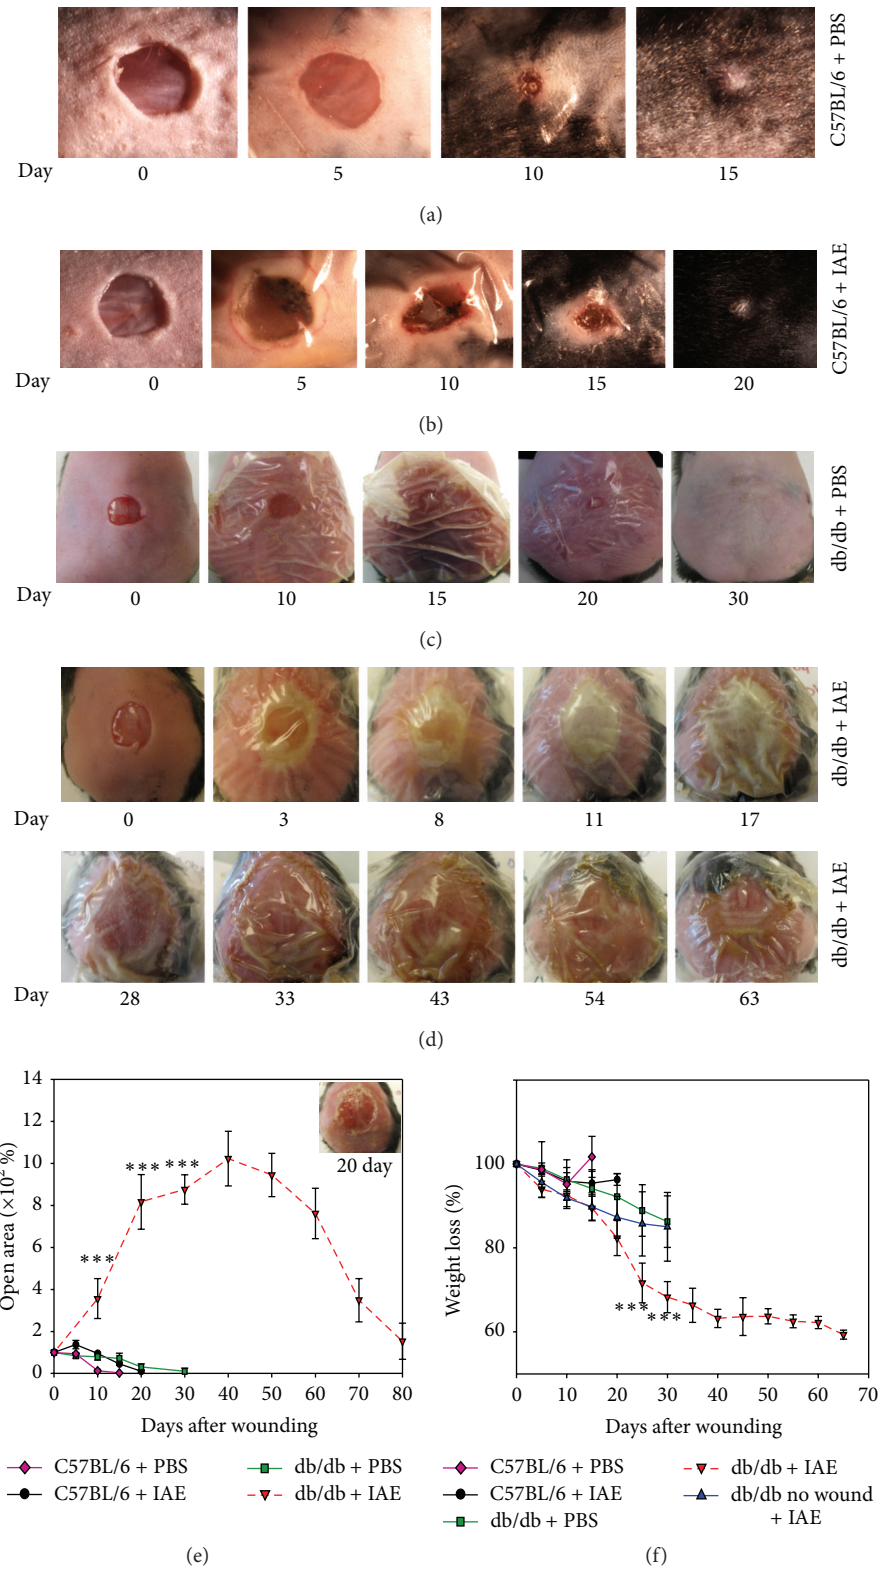 C57BL/6 + PBS
Day 0 5 10 15
(a)
C57BL/6 + IAE
Day 0 5 10 15 20
(b)
db/db + PBS
Day 0 10 15 20 30
(c)
db/db + IAE
Day 0 3 8 11 17
db/db + IAE
Day 28 33 43 54 63
(d)
Open area (×10² %)
14
12
10
8
6
4
2
0
*** *** ***
20 day
0 10 20 30 40 50 60 70 80
Days after wounding
C57BL/6 + PBS
C57BL/6 + IAE
db/db + PBS
db/db + IAE
(e)
Weight loss (%)
100
80
60
*** ***
0 10 20 30 40 50 60 70
Days after wounding
C57BL/6 + PBS
C57BL/6 + IAE
db/db + PBS
db/db + IAE
db/db no wound
+ IAE
(f)